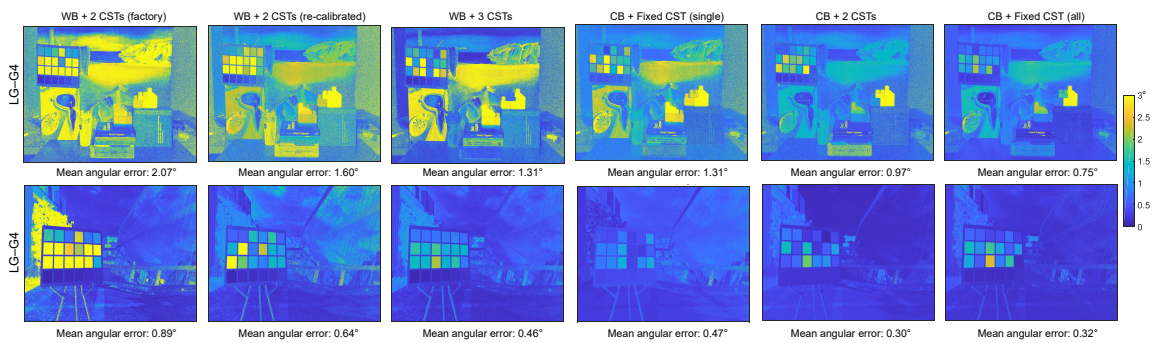 WB + 2 CSTs (factory)
WB + 2 CSTs (re-calibrated)
WB + 3 CSTs
CB + Fixed CST (single)
CB + 2 CSTs
CB + Fixed CST (all)
LG-G4
Mean angular error: 2.07°
Mean angular error: 1.60°
Mean angular error: 1.31°
Mean angular error: 1.31°
Mean angular error: 0.97°
Mean angular error: 0.75°
3°
2.5
2
1.5
1
0.5
0
LG-G4
Mean angular error: 0.89°
Mean angular error: 0.64°
Mean angular error: 0.46°
Mean angular error: 0.47°
Mean angular error: 0.30°
Mean angular error: 0.32°